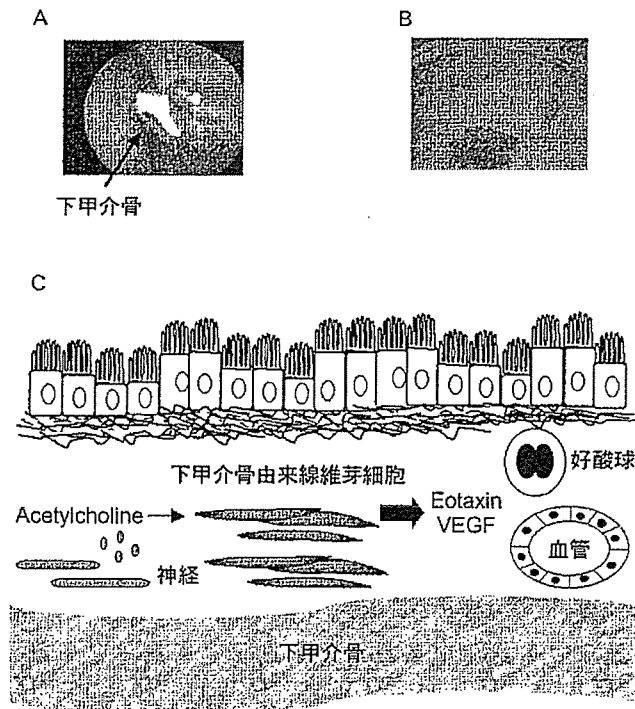 A
B
下甲介骨
C
下甲介骨由来線維芽細胞
好酸球
Acetylcholine
Eotaxin
VEGF
神経
血管
下甲介骨